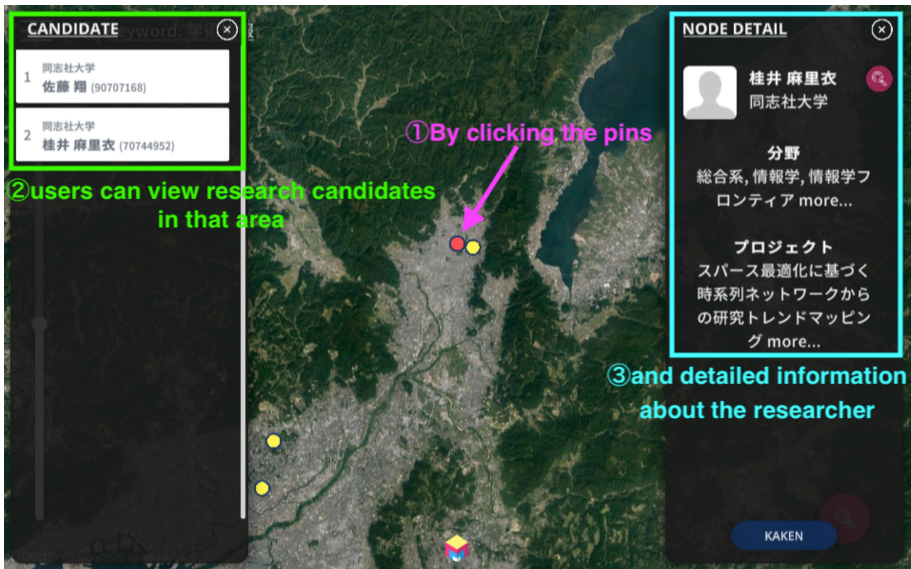 CANDIDATE
eyword: 学術
1 同志社大学
佐藤 翔 (90707168)
2 同志社大学
桂井 麻里衣 (70744952)
①By clicking the pins
②users can view research candidates
in that area
NODE DETAIL
桂井 麻里衣
同志社大学
分野
総合系, 情報学, 情報学フ
ロンティア more...
プロジェクト
スパース最適化に基づく
時系列ネットワークから
の研究トレンドマッピン
グ more...
③and detailed information
about the researcher
KAKEN